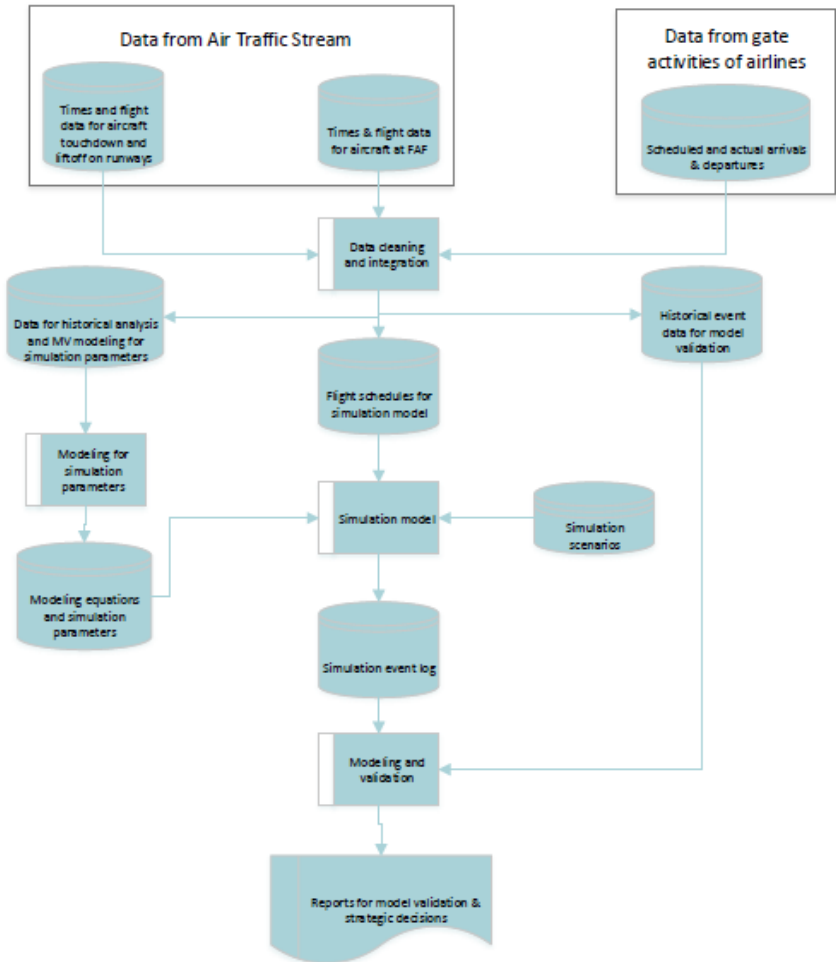 Data from Air Traffic Stream
Data from gate
activities of airlines
Times and flight
data for aircraft
touchdown and
liftoff on runways
Times & flight data
for aircraft at FAF
Scheduled and actual arrivals
& departures
Data cleaning
and integration
Data for historical analysis
and MV modeling for
simulation parameters
Historical event
data for model
validation
Flight schedules for
simulation model
Modeling for
simulation
parameters
Simulation model
Simulation
scenarios
Modeling equations
and simulation
parameters
Simulation event log
Modeling and
validation
Reports for model validation &
strategic decisions